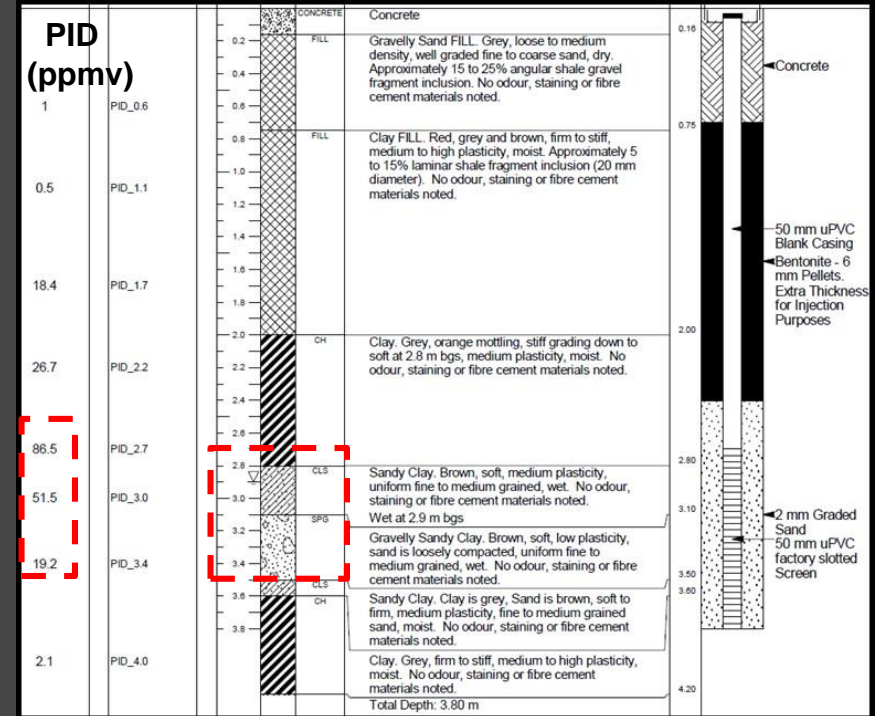 PID
(ppmv)
1
0.5
18.4
26.7
86.5
51.5
19.2
2.1
PID_0.6
PID_1.1
PID_1.7
PID_2.2
PID_2.7
PID_3.0
PID_3.4
PID_4.0
0.2
0.4
0.6
0.8
1.0
1.2
1.4
1.6
1.8
2.0
2.2
2.4
2.6
2.8
3.0
3.2
3.4
3.6
3.8
CONCRETE
FILL
FILL
CH
CLS
SPG
CLS
CH
Concrete
Gravelly Sand FILL. Grey, loose to medium
density, well graded fine to coarse sand, dry.
Approximately 15 to 25% angular shale gravel
fragment inclusion. No odour, staining or fibre
cement materials noted.
Clay FILL. Red, grey and brown, firm to stiff,
medium to high plasticity, moist. Approximately 5
to 15% laminar shale fragment inclusion (20 mm
diameter). No odour, staining or fibre cement
materials noted.
Clay. Grey, orange mottling, stiff grading down to
soft at 2.8 m bgs, medium plasticity, moist. No
odour, staining or fibre cement materials noted.
Sandy Clay. Brown, soft, medium plasticity,
uniform fine to medium grained, wet. No odour,
staining or fibre cement materials noted.
Wet at 2.9 m bgs
Gravelly Sandy Clay. Brown, soft, low plasticity,
sand is loosely compacted, uniform fine to
medium grained, wet. No odour, staining or fibre
cement materials noted.
Sandy Clay. Clay is grey, Sand is brown, soft to
firm, medium plasticity, fine to medium grained
sand, moist. No odour, staining or fibre cement
materials noted.
Clay. Grey, firm to stiff, medium to high plasticity,
moist. No odour, staining or fibre cement
materials noted.
Total Depth: 3.80 m
0.16
0.75
2.00
2.80
3.10
3.50
3.60
4.20
Concrete
50 mm uPVC
Blank Casing
Bentonite - 6
mm Pellets.
Extra Thickness
for Injection
Purposes
2 mm Graded
Sand
50 mm uPVC
factory slotted
Screen